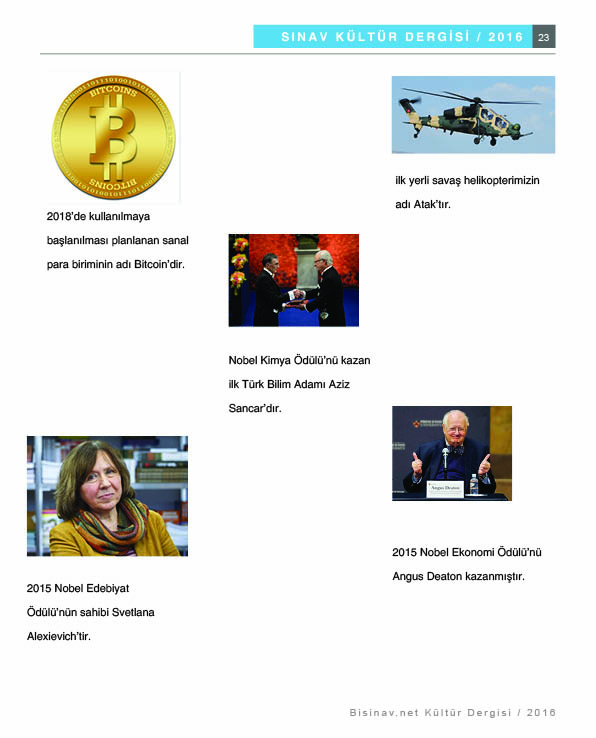 SINAV KÜLTÜR DERGİSİ / 2016 23
BITCOINS
BITCOINS
2018’de kullanılmaya
başlanılması planlanan sanal
para biriminin adı Bitcoin’dir.
ilk yerli savaş helikopterimizin
adı Atak’tır.
Nobel Kimya Ödülü’nü kazan
ilk Türk Bilim Adamı Aziz
Sancar’dır.
Angus Deaton
2015 Nobel Ekonomi Ödülü’nü
Angus Deaton kazanmıştır.
2015 Nobel Edebiyat
Ödülü’nün sahibi Svetlana
Alexievich’tir.
Bisinav.net Kültür Dergisi / 2016